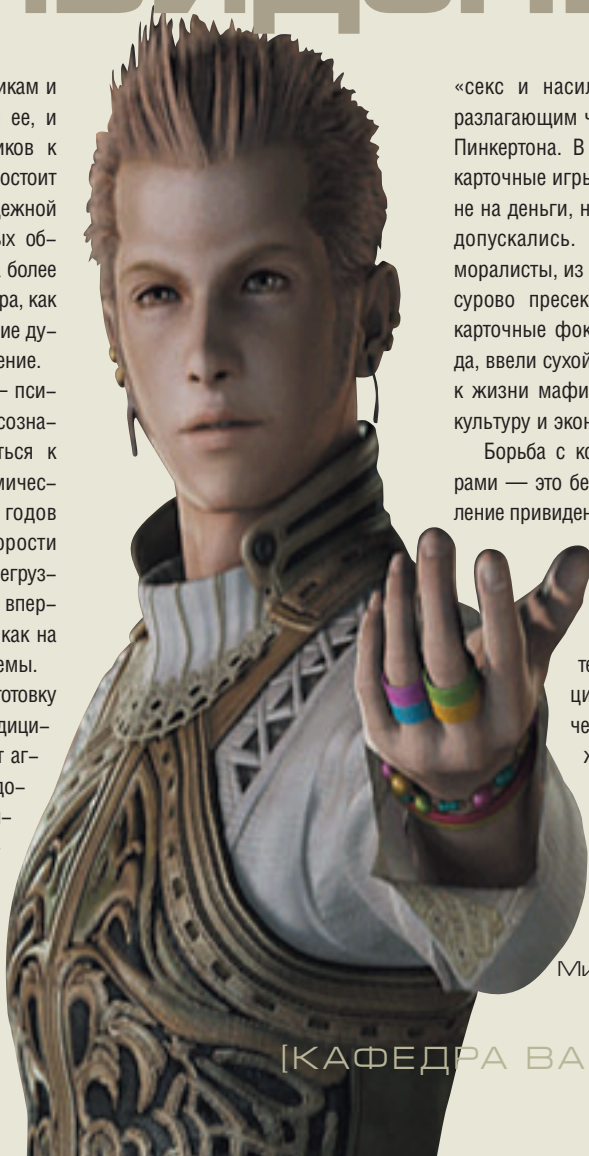 икам и
ее, и
иков к
остоит
ежной
ых об–
более
ра, как
ие ду–
ение.
— пси–
созна–
ться к
мичес–
годов
орости
егруз–
впер–
как на
емы.
готовку
дици–
т аг–
до–
«секс и насил
разлагающим ч
Пинкертона. В
карточные игры
не на деньги, н
допускались.
моралисты, из
сурово пресек
карточные фок
да, ввели сухой
к жизни мафи
культуру и экон
Борьба с ко
рами — это бе
ление привиден
те
ци
че
ж
Ми
[КАФЕДРА ВА